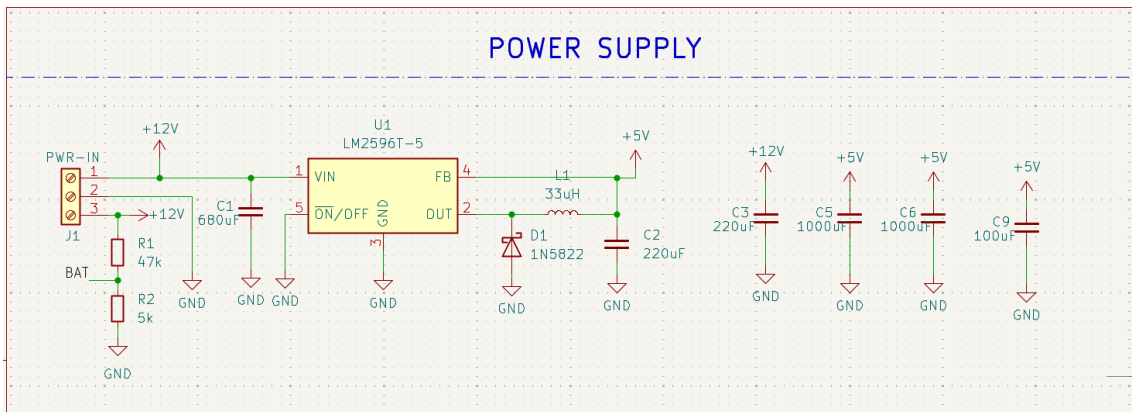 POWER SUPPLY
U1
LM2596T-5
+12V
+5V
PWR-IN
1
2
3
J1
+12V
R1
47k
BAT
R2
5k
GND
GND
C1
680uF
GND
GND
1
VIN
5
ON/OFF
GND
3
FB
4
OUT
2
GND
L1
33uH
D1
1N5822
GND
C2
220uF
GND
+12V
C3
220uF
GND
+5V
C5
1000uF
GND
+5V
C6
1000uF
GND
+5V
C9
100uF
GND